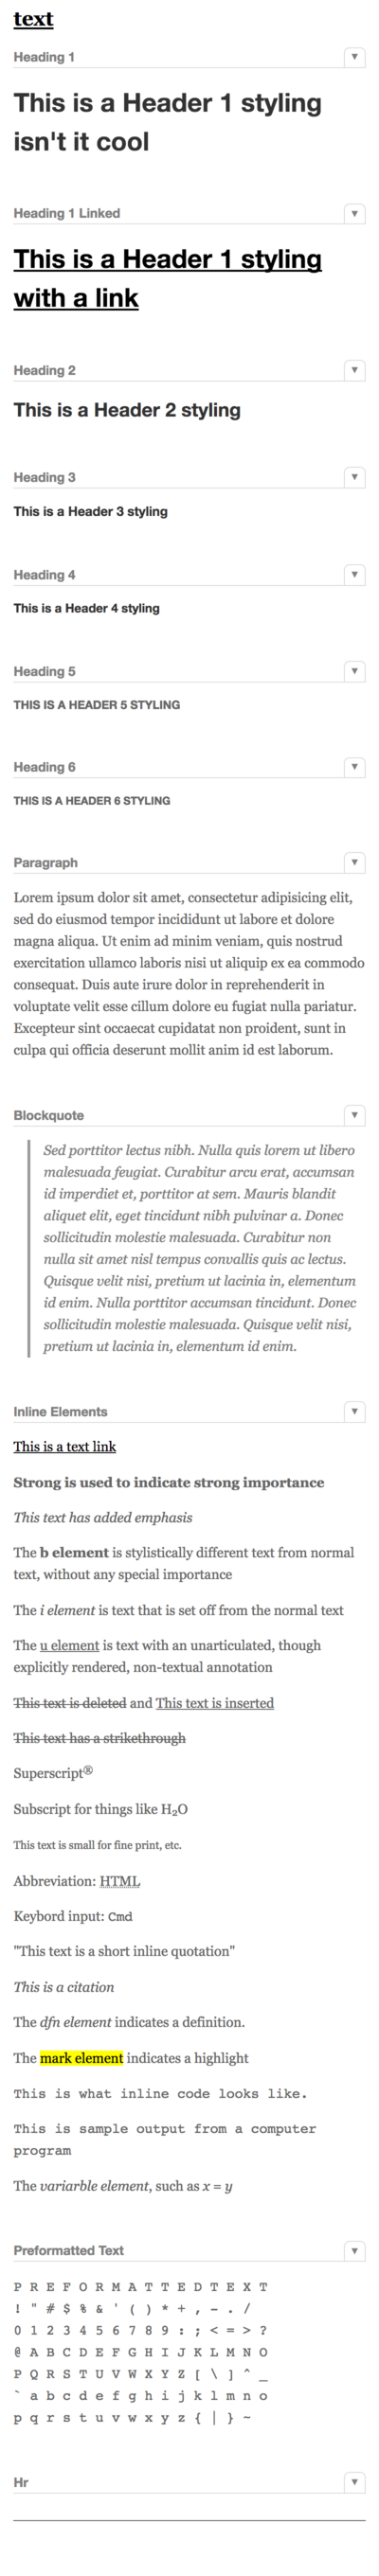 text
Heading 1 ▼
This is a Header 1 styling
isn't it cool
Heading 1 Linked ▼
This is a Header 1 styling
with a link
Heading 2 ▼
This is a Header 2 styling
Heading 3 ▼
This is a Header 3 styling
Heading 4 ▼
This is a Header 4 styling
Heading 5 ▼
THIS IS A HEADER 5 STYLING
Heading 6 ▼
THIS IS A HEADER 6 STYLING
Paragraph ▼
Lorem ipsum dolor sit amet, consectetur adipisicing elit,
sed do eiusmod tempor incididunt ut labore et dolore
magna aliqua. Ut enim ad minim veniam, quis nostrud
exercitation ullamco laboris nisi ut aliquip ex ea commodo
consequat. Duis aute irure dolor in reprehenderit in
voluptate velit esse cillum dolore eu fugiat nulla pariatur.
Excepteur sint occaecat cupidatat non proident, sunt in
culpa qui officia deserunt mollit anim id est laborum.
Blockquote ▼
Sed porttitor lectus nibh. Nulla quis lorem ut libero
malesuada feugiat. Curabitur arcu erat, accumsan
id imperdiet et, porttitor at sem. Mauris blandit
aliquet elit, eget tincidunt nibh pulvinar a. Donec
sollicitudin molestie malesuada. Curabitur non
nulla sit amet nisl tempus convallis quis ac lectus.
Quisque velit nisi, pretium ut lacinia in, elementum
id enim. Nulla porttitor accumsan tincidunt. Donec
sollicitudin molestie malesuada. Quisque velit nisi,
pretium ut lacinia in, elementum id enim.
Inline Elements ▼
This is a text link
Strong is used to indicate strong importance
This text has added emphasis
The b element is stylistically different text from normal
text, without any special importance
The i element is text that is set off from the normal text
The u element is text with an unarticulated, though
explicitly rendered, non-textual annotation
This text is deleted and This text is inserted
This text has a strikethrough
Superscript®
Subscript for things like H₂O
This text is small for fine print, etc.
Abbreviation: HTML
Keybord input: Cmd
"This text is a short inline quotation"
This is a citation
The dfn element indicates a definition.
The mark element indicates a highlight
This is what inline code looks like.
This is sample output from a computer
program
The variarble element, such as x = y
Preformatted Text ▼
P R E F O R M A T T E D T E X T
! " # $ % & ' ( ) * + , - . /
0 1 2 3 4 5 6 7 8 9 : ; < = > ?
@ A B C D E F G H I J K L M N O
P Q R S T U V W X Y Z [ \ ] ^ _
` a b c d e f g h i j k l m n o
p q r s t u v w x y z { | } ~
Hr ▼